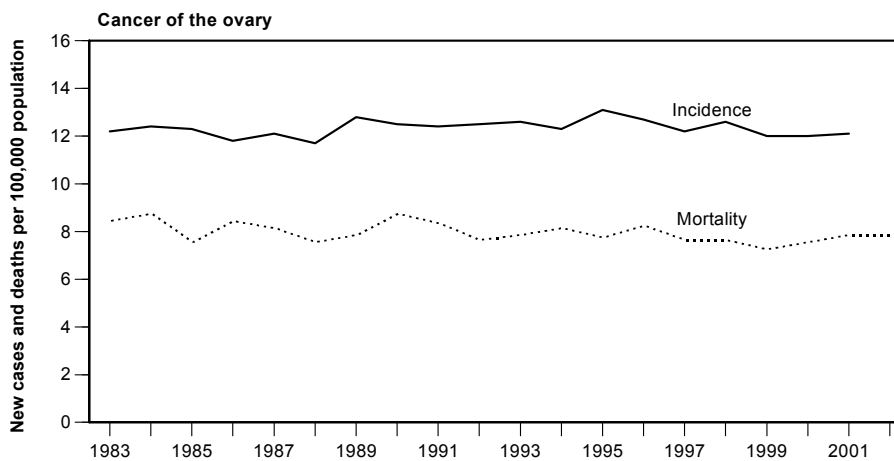 Cancer of the ovary
New cases and deaths per 100,000 population
16
14
12
10
8
6
4
2
0
Incidence
Mortality
1983 1985 1987 1989 1991 1993 1995 1997 1999 2001